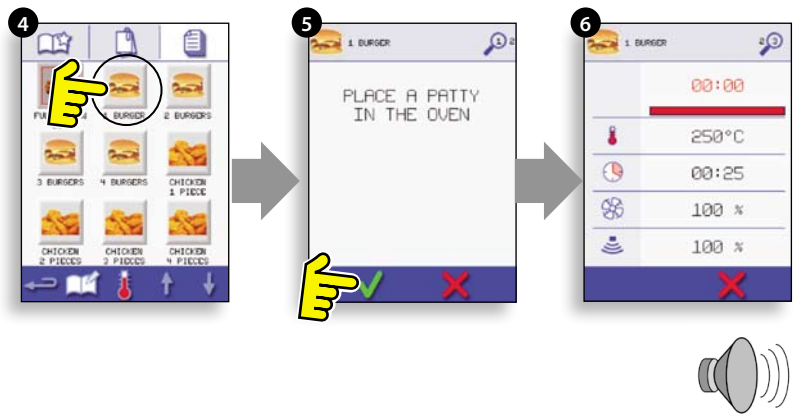 4
1 BURGER
2 BURGERS
3 BURGERS
4 BURGERS
CHICKEN
1 PIECE
CHICKEN
2 PIECES
CHICKEN
3 PIECES
CHICKEN
4 PIECES
5
1 BURGER
1 2
PLACE A PATTY
IN THE OVEN
6
1 BURGER
2 3
00:00
250°C
00:25
100 %
100 %